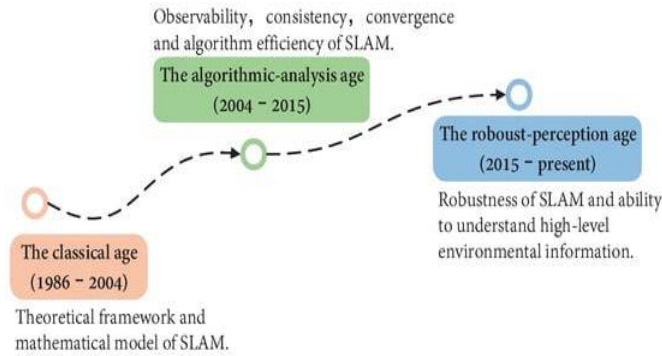 Observability, consistency, convergence
and algorithm efficiency of SLAM.
The algorithmic-analysis age
(2004 - 2015)
The roboust-perception age
(2015 - present)
Robustness of SLAM and ability
to understand high-level
environmental information.
The classical age
(1986 - 2004)
Theoretical framework and
mathematical model of SLAM.